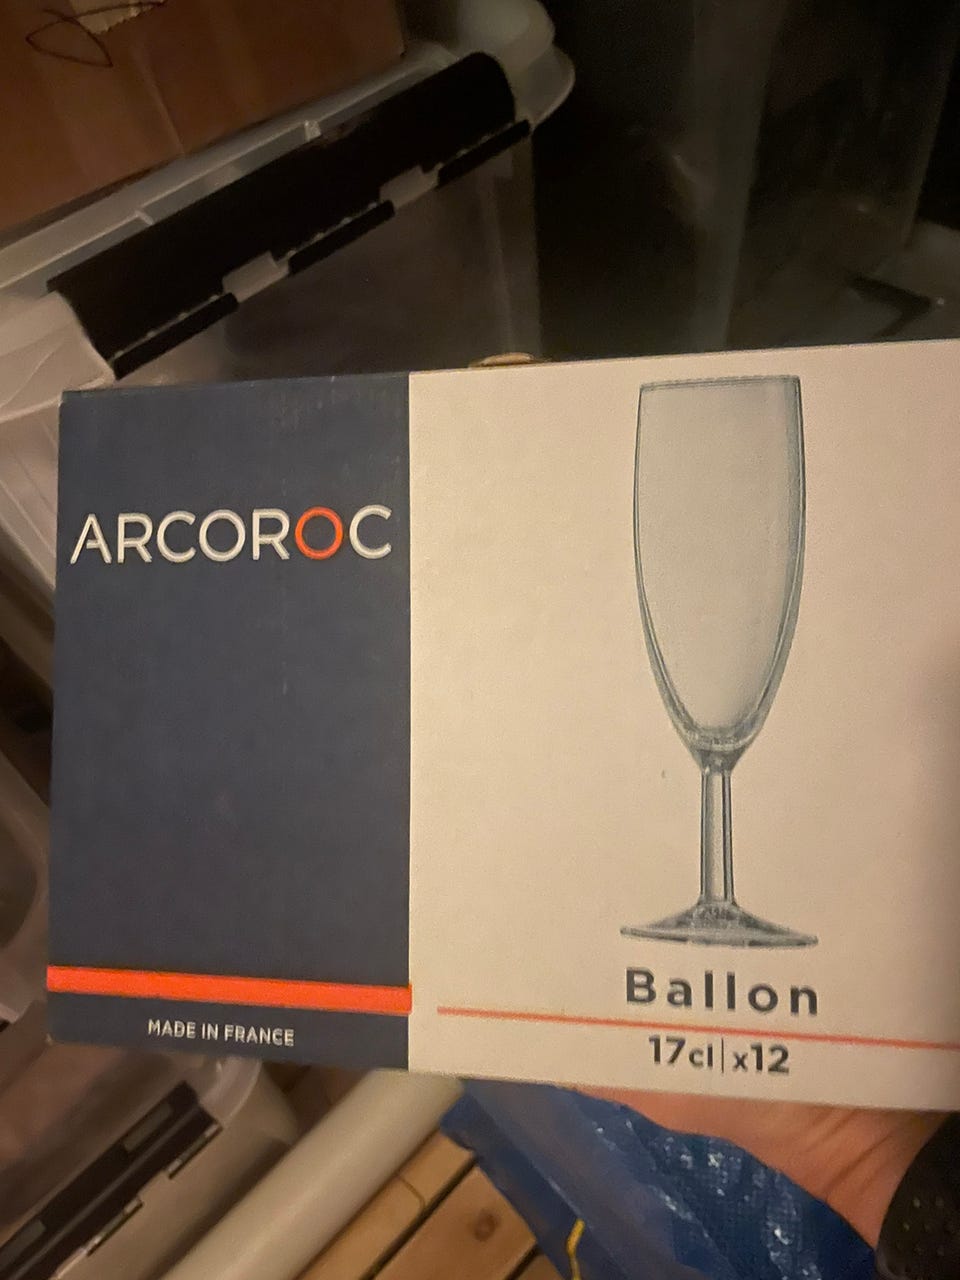 ARCOROC
MADE IN FRANCE
Ballon
17cl|x12